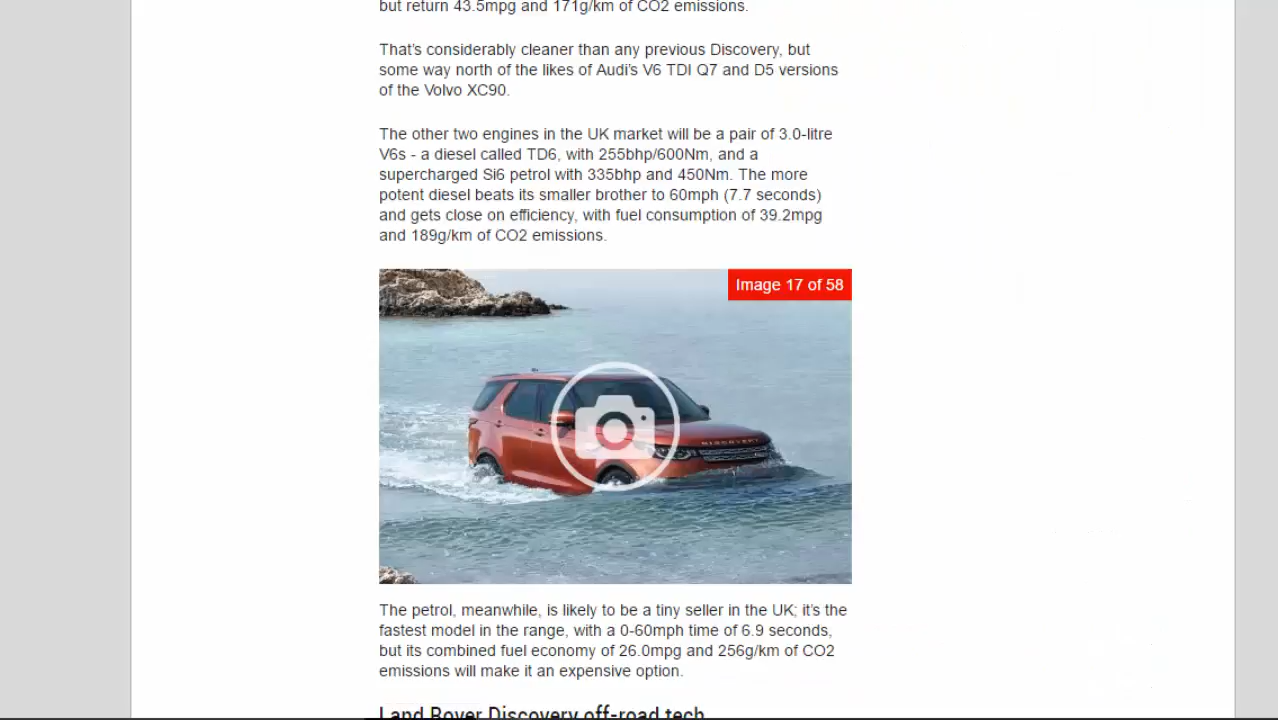 but return 43.5mpg and 171g/km of CO2 emissions.
That’s considerably cleaner than any previous Discovery, but
some way north of the likes of Audi’s V6 TDI Q7 and D5 versions
of the Volvo XC90.
The other two engines in the UK market will be a pair of 3.0-litre
V6s - a diesel called TD6, with 255bhp/600Nm, and a
supercharged Si6 petrol with 335bhp and 450Nm. The more
potent diesel beats its smaller brother to 60mph (7.7 seconds)
and gets close on efficiency, with fuel consumption of 39.2mpg
and 189g/km of CO2 emissions.
Image 17 of 58
DISCOVERY
The petrol, meanwhile, is likely to be a tiny seller in the UK; it’s the
fastest model in the range, with a 0-60mph time of 6.9 seconds,
but its combined fuel economy of 26.0mpg and 256g/km of CO2
emissions will make it an expensive option.
Land Rover Discovery off-road tech